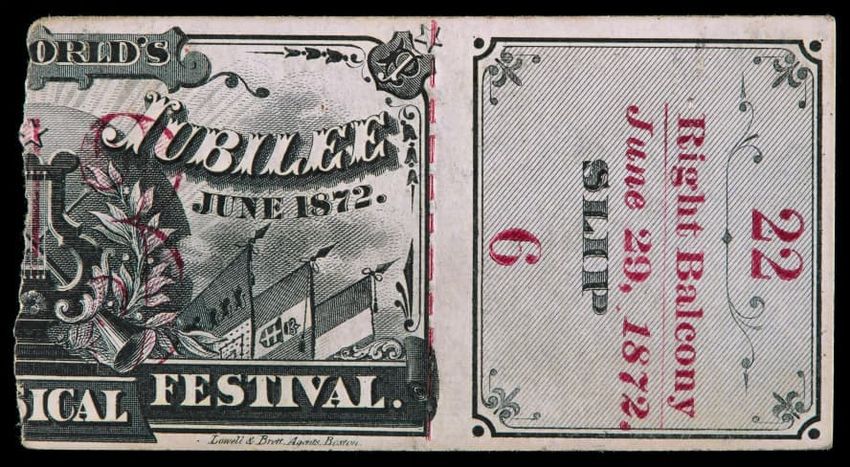 ORLD'S
JUBILEE
JUNE 1872.
SICAL FESTIVAL.
Lowell & Brett, Agents, Boston.
22
Right Balcony
June 29, 1872.
SLIP
6